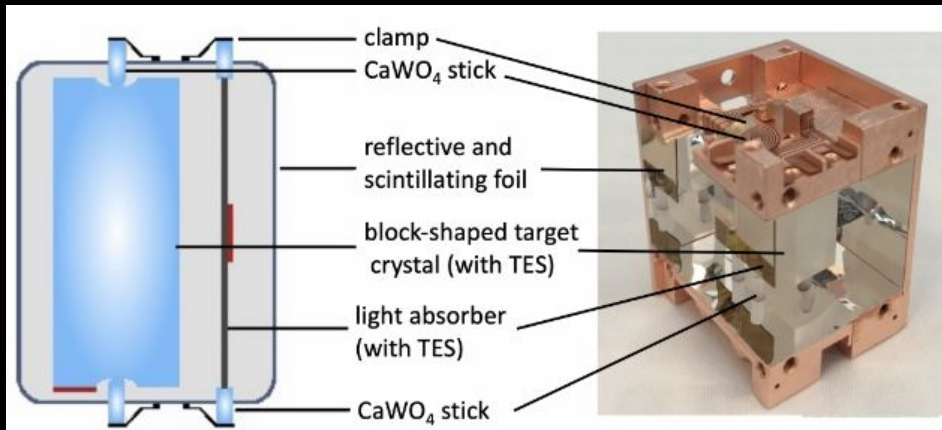 clamp
CaWO₄ stick
reflective and
scintillating foil
block-shaped target
crystal (with TES)
light absorber
(with TES)
CaWO₄ stick